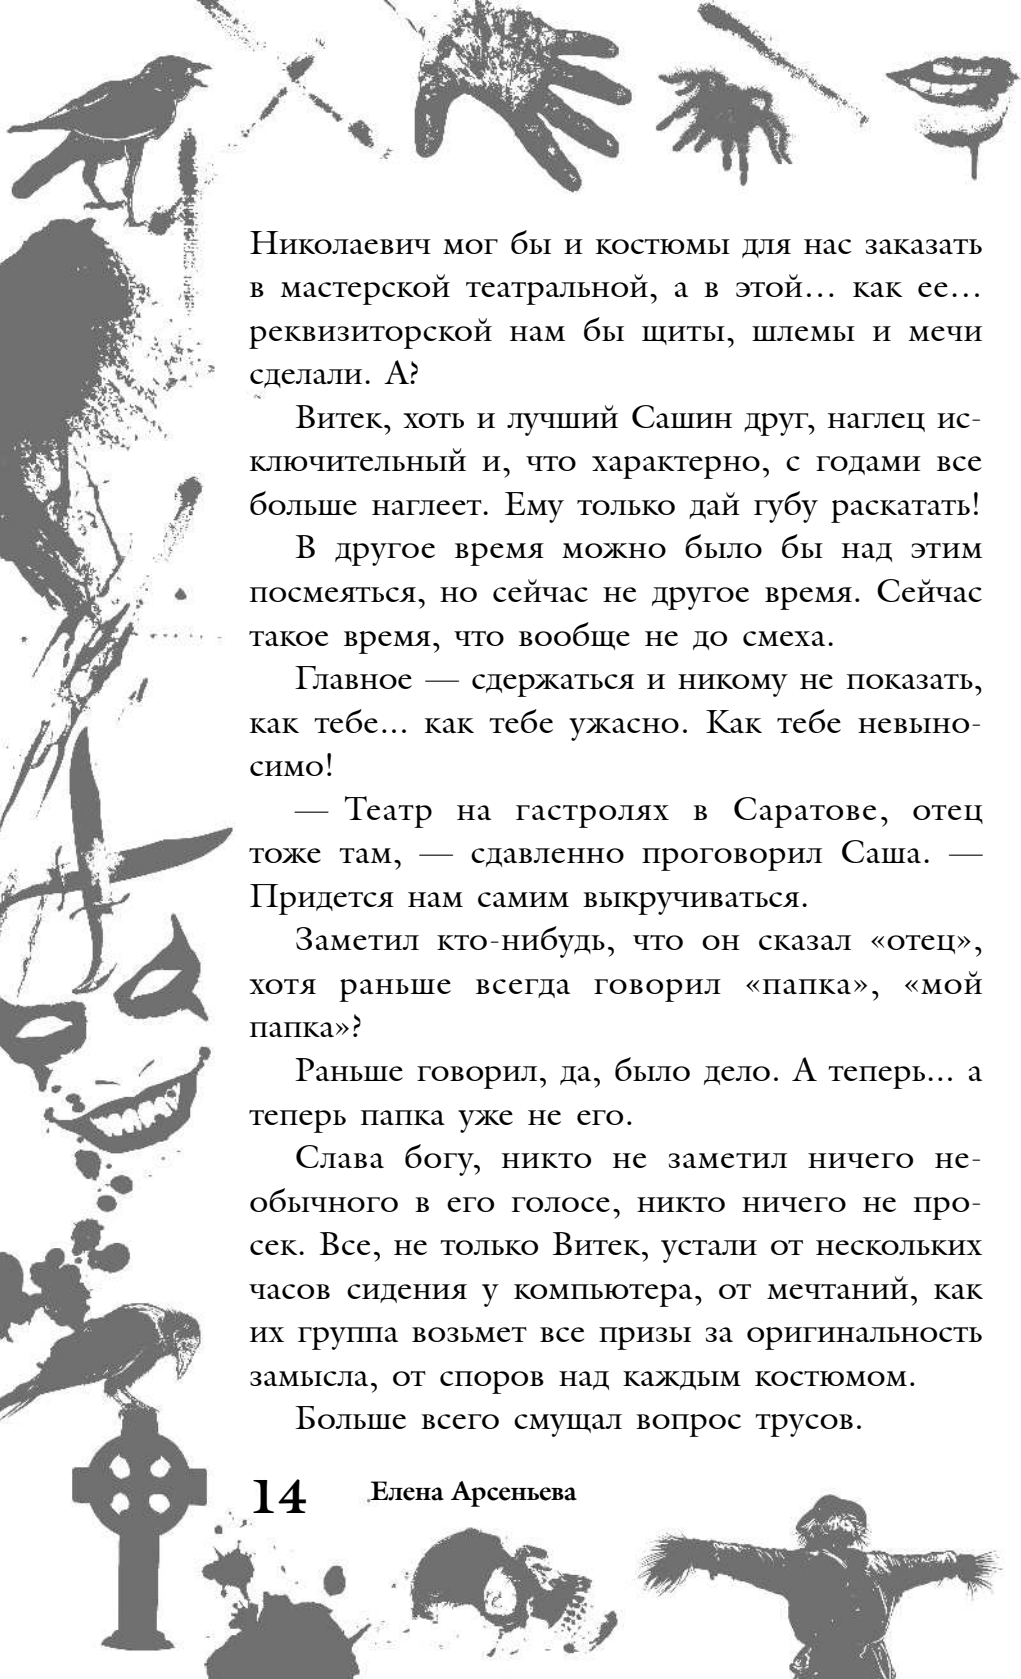 Николаевич мог бы и костюмы для нас заказать
в мастерской театральной, а в этой... как ее...
реквизиторской нам бы щиты, шлемы и мечи
сделали. А?
Витек, хоть и лучший Сашин друг, наглец ис-
ключительный и, что характерно, с годами все
больше наглеет. Ему только дай губу раскатать!
В другое время можно было бы над этим
посмеяться, но сейчас не другое время. Сейчас
такое время, что вообще не до смеха.
Главное — сдержаться и никому не показать,
как тебе... как тебе ужасно. Как тебе невыно-
симо!
— Театр на гастролях в Саратове, отец
тоже там, — сдавленно проговорил Саша. —
Придется нам самим выкручиваться.
Заметил кто-нибудь, что он сказал «отец»,
хотя раньше всегда говорил «папка», «мой
папка»?
Раньше говорил, да, было дело. А теперь... а
теперь папка уже не его.
Слава богу, никто не заметил ничего не-
обычного в его голосе, никто ничего не про-
сек. Все, не только Витек, устали от нескольких
часов сидения у компьютера, от мечтаний, как
их группа возьмет все призы за оригинальность
замысла, от споров над каждым костюмом.
Больше всего смущал вопрос трусов.
14 Елена Арсеньева